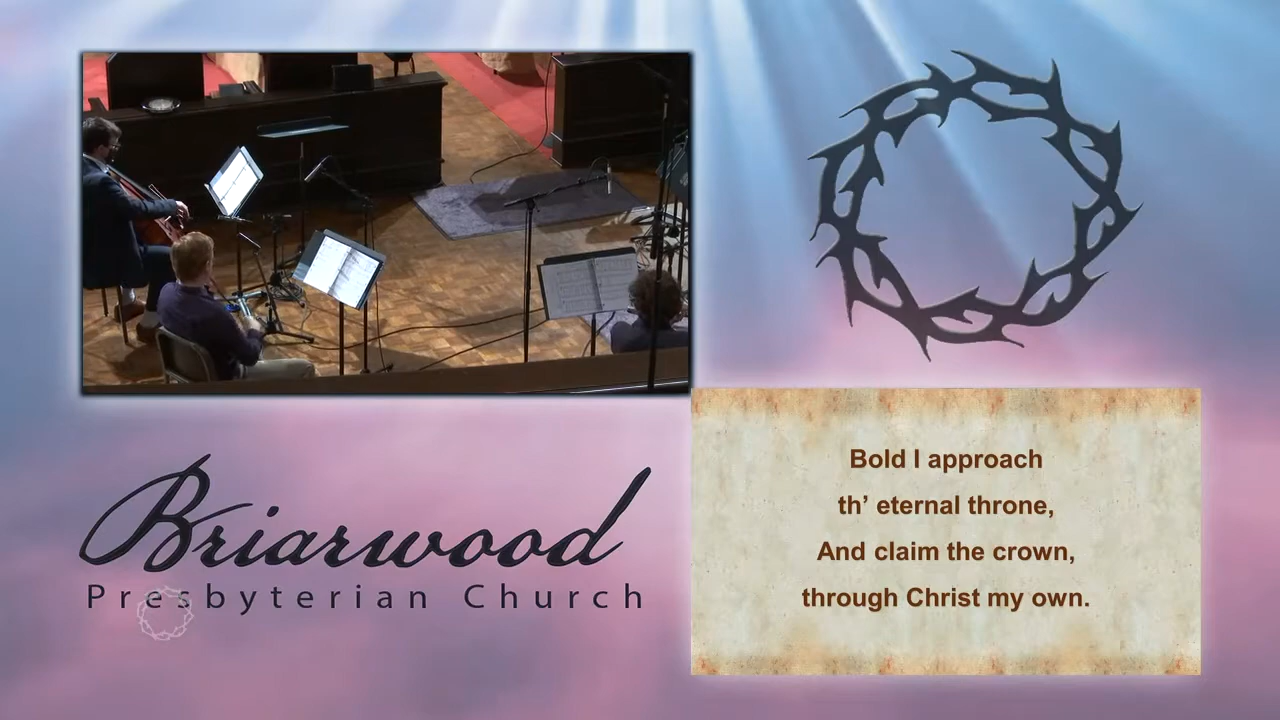 Briarwood
Presbyterian Church
Bold I approach
th’ eternal throne,
And claim the crown,
through Christ my own.